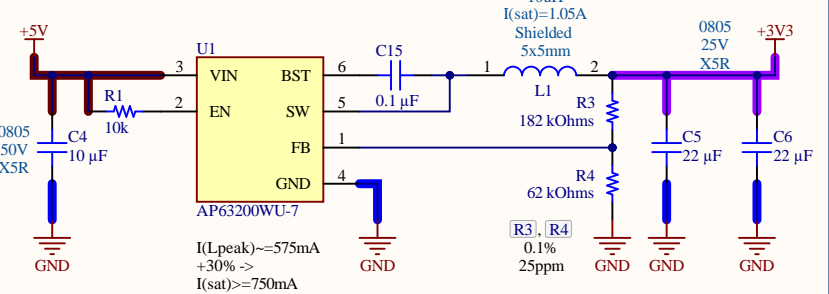 I(sat)=1.05A
Shielded
5x5mm
+5V
U1
C15
0805
25V
X5R
+3V3
3
VIN
BST
6
1
2
L1
R1
10k
2
EN
SW
5
0.1 µF
R3
182 kOhms
0805
50V
X5R
C4
10 µF
FB
1
C5
22 µF
C6
22 µF
GND
4
R4
62 kOhms
AP63200WU-7
I(Lpeak)~=575mA
+30% ->
I(sat)>=750mA
R3, R4
0.1%
25ppm
GND
GND
GND
GND
GND